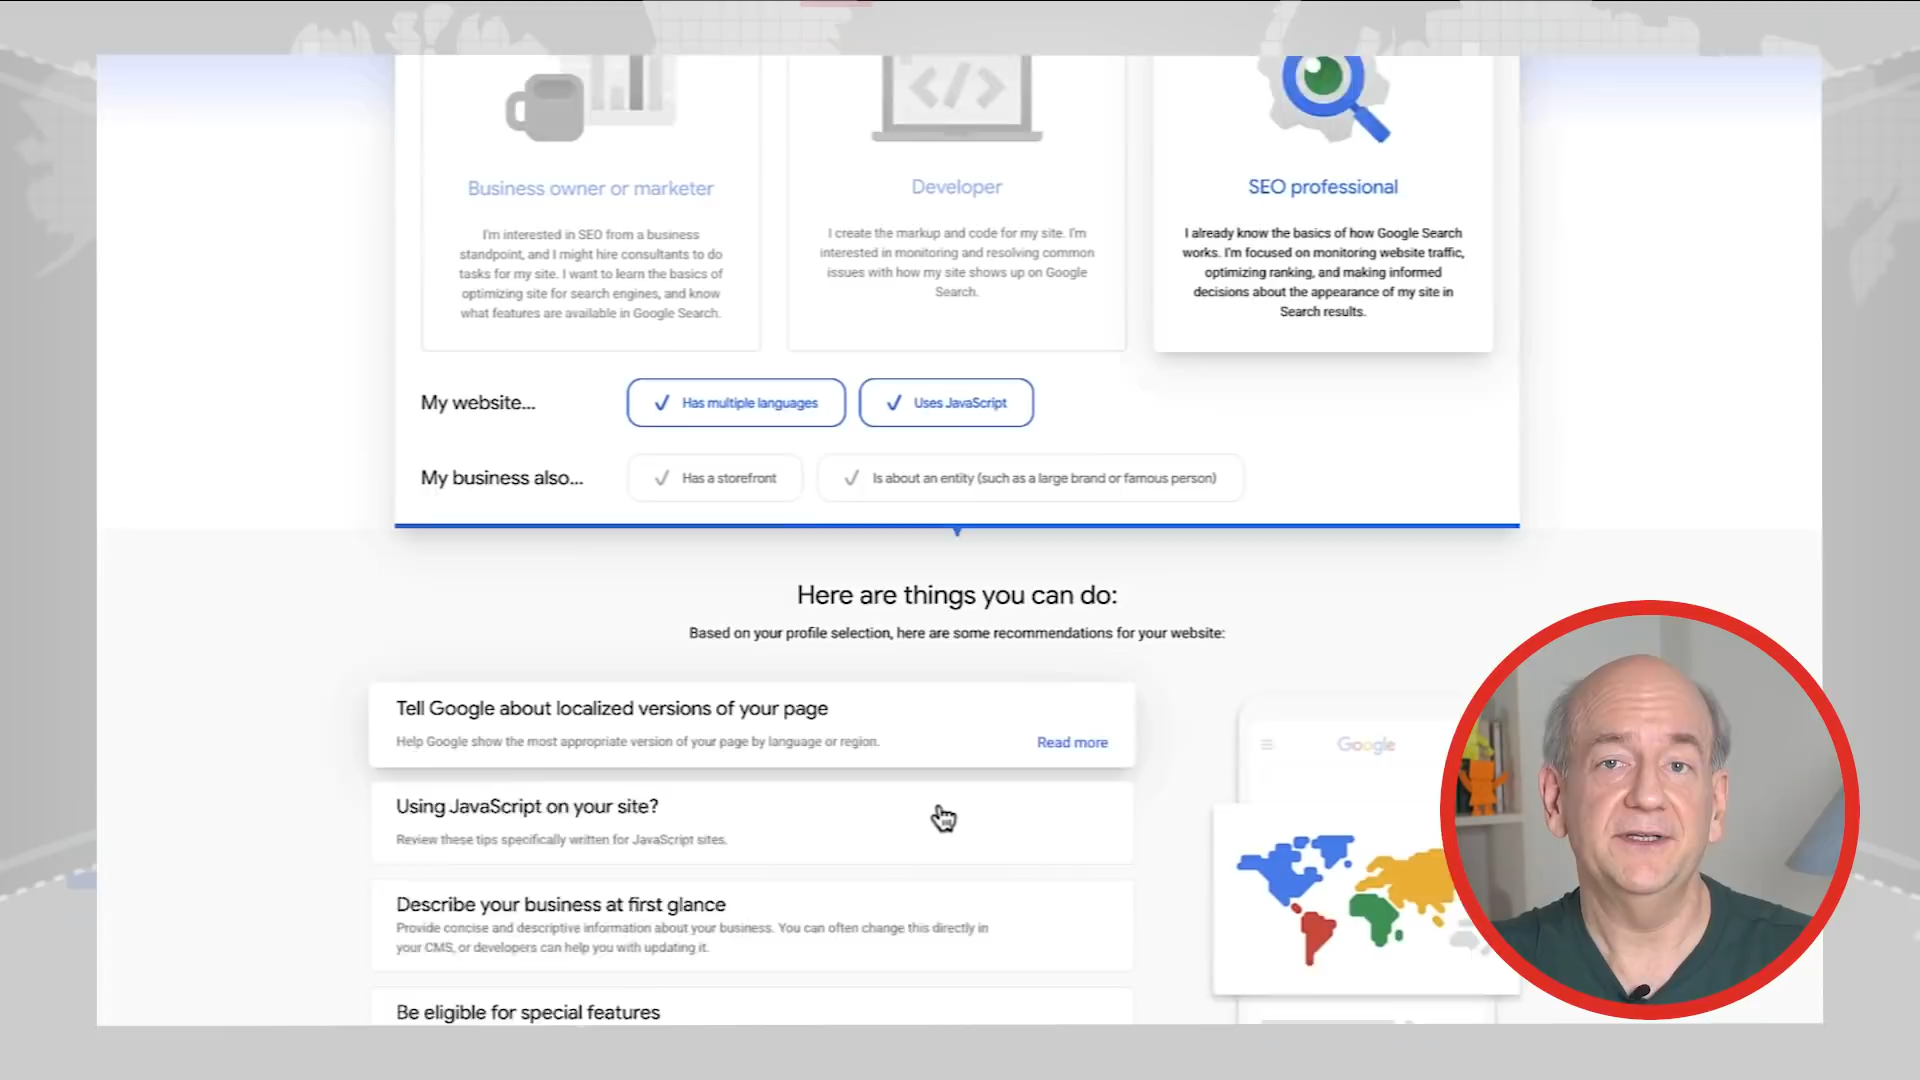 Business owner or marketer
I'm interested in SEO from a business
standpoint, and I might hire consultants to do
tasks for my site. I want to learn the basics of
optimizing site for search engines, and know
what features are available in Google Search.
Developer
I create the markup and code for my site. I'm
interested in monitoring and resolving common
issues with how my site shows up on Google
Search.
SEO professional
I already know the basics of how Google Search
works. I'm focused on monitoring website traffic,
optimizing ranking, and making informed
decisions about the appearance of my site in
Search results.
My website...
Has multiple languages
Uses JavaScript
My business also...
Has a storefront
Is about an entity (such as a large brand or famous person)
Here are things you can do:
Based on your profile selection, here are some recommendations for your website:
Tell Google about localized versions of your page
Help Google show the most appropriate version of your page by language or region.
Read more
Using JavaScript on your site?
Review these tips specifically written for JavaScript sites.
Describe your business at first glance
Provide concise and descriptive information about your business. You can often change this directly in
your CMS, or developers can help you with updating it.
Be eligible for special features
Google